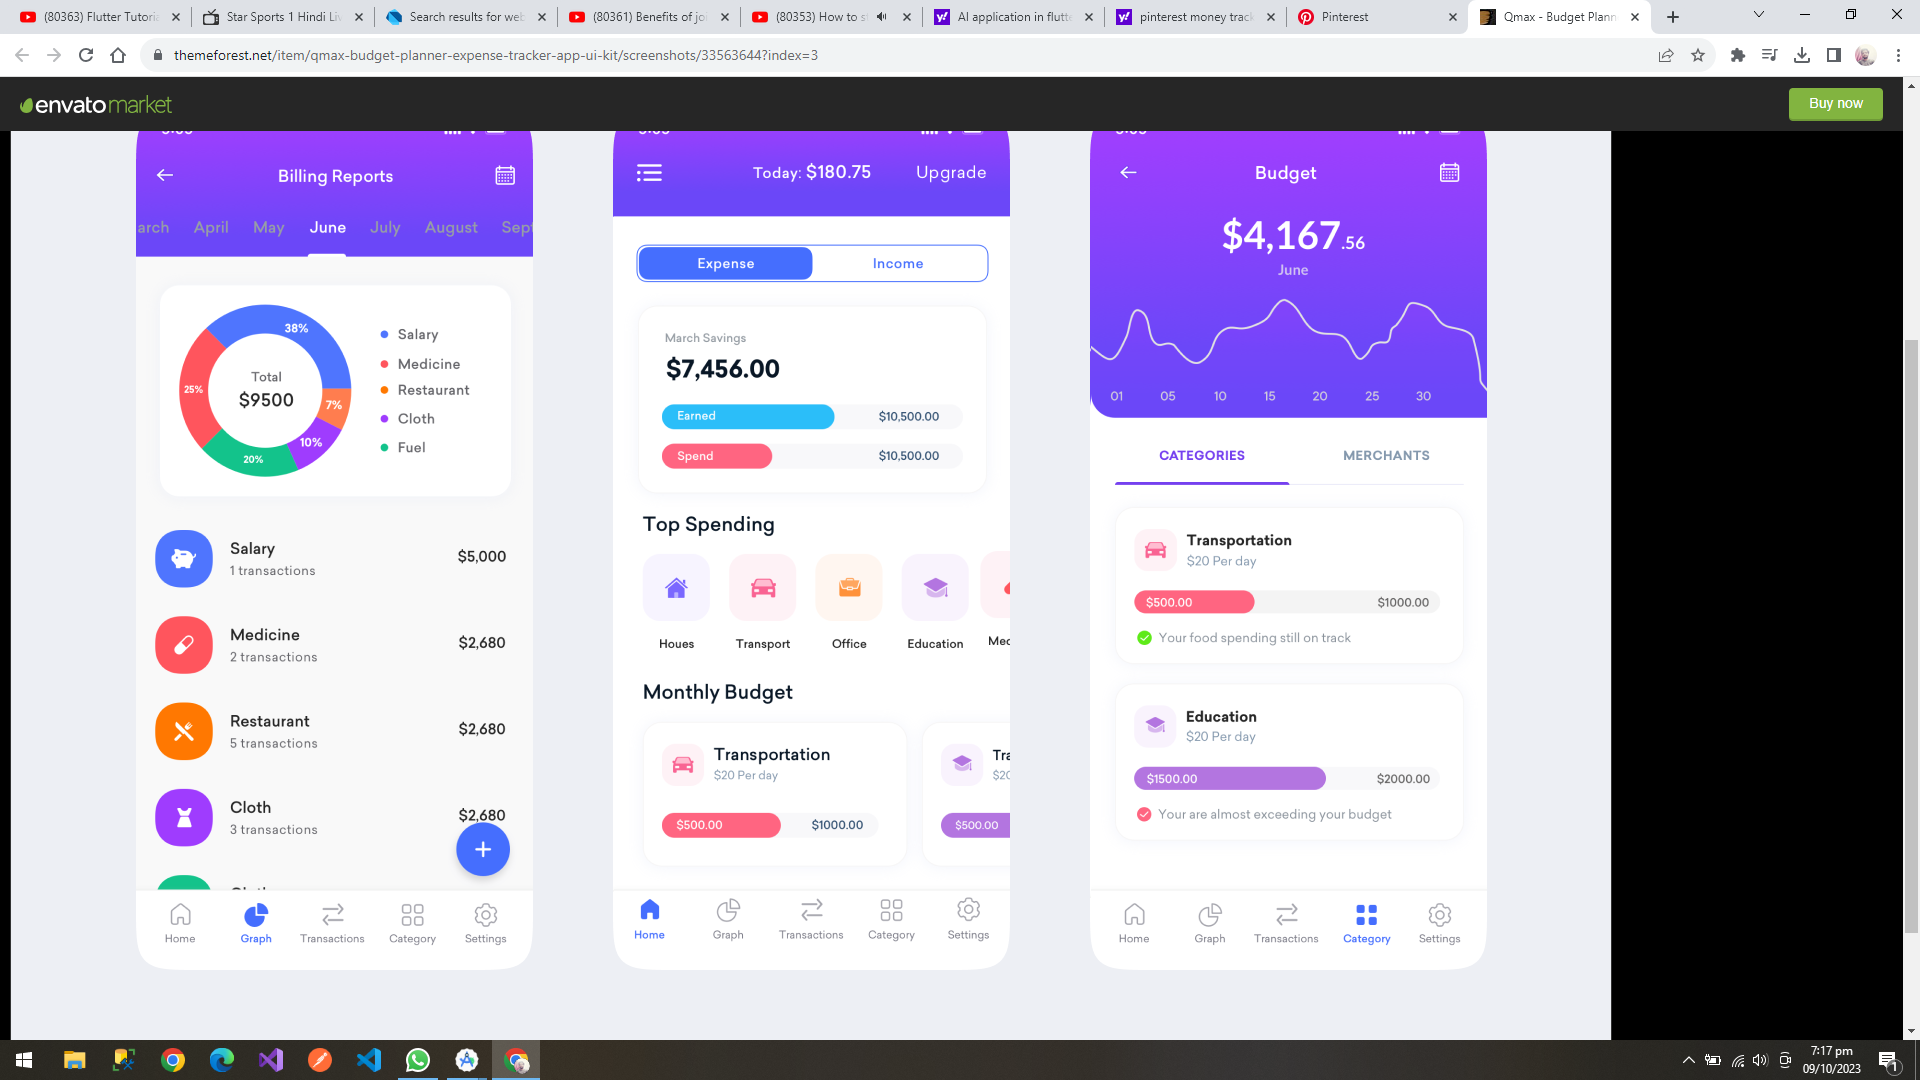 (80363) Flutter Tutoria
Star Sports 1 Hindi Liv
Search results for web
(80361) Benefits of joi
(80353) How to s
AI application in flutte
pinterest money track
Pinterest
Qmax - Budget Plann
themeforest.net/item/qmax-budget-planner-expense-tracker-app-ui-kit/screenshots/33563644?index=3
envatomarket
Buy now
Billing Reports
arch April May June July August Sept
38%
25%
7%
10%
20%
Total
$9500
Salary
Medicine
Restaurant
Cloth
Fuel
Salary
1 transactions
$5,000
Medicine
2 transactions
$2,680
Restaurant
5 transactions
$2,680
Cloth
3 transactions
$2,680
+
Home Graph Transactions Category Settings
Today: $180.75 Upgrade
Expense Income
March Savings
$7,456.00
Earned $10,500.00
Spend $10,500.00
Top Spending
Houes Transport Office Education Mec
Monthly Budget
Transportation
$20 Per day
$500.00 $1000.00
Tra
$20
$500.00
Home Graph Transactions Category Settings
Budget
$4,167.56
June
01 05 10 15 20 25 30
CATEGORIES MERCHANTS
Transportation
$20 Per day
$500.00 $1000.00
Your food spending still on track
Education
$20 Per day
$1500.00 $2000.00
Your are almost exceeding your budget
Home Graph Transactions Category Settings
7:17 pm
09/10/2023
1